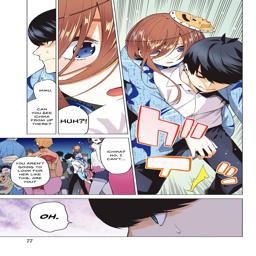 HUH?!
MIKU,
CAN
YOU SEE
ICHIKA
FROM UP
THERE?
ICHIKA?
NO, I
CAN'T...
YOU AREN'T
GOING TO
LOOK FOR
HER LIKE
THIS, ARE
YOU?
OH.
77